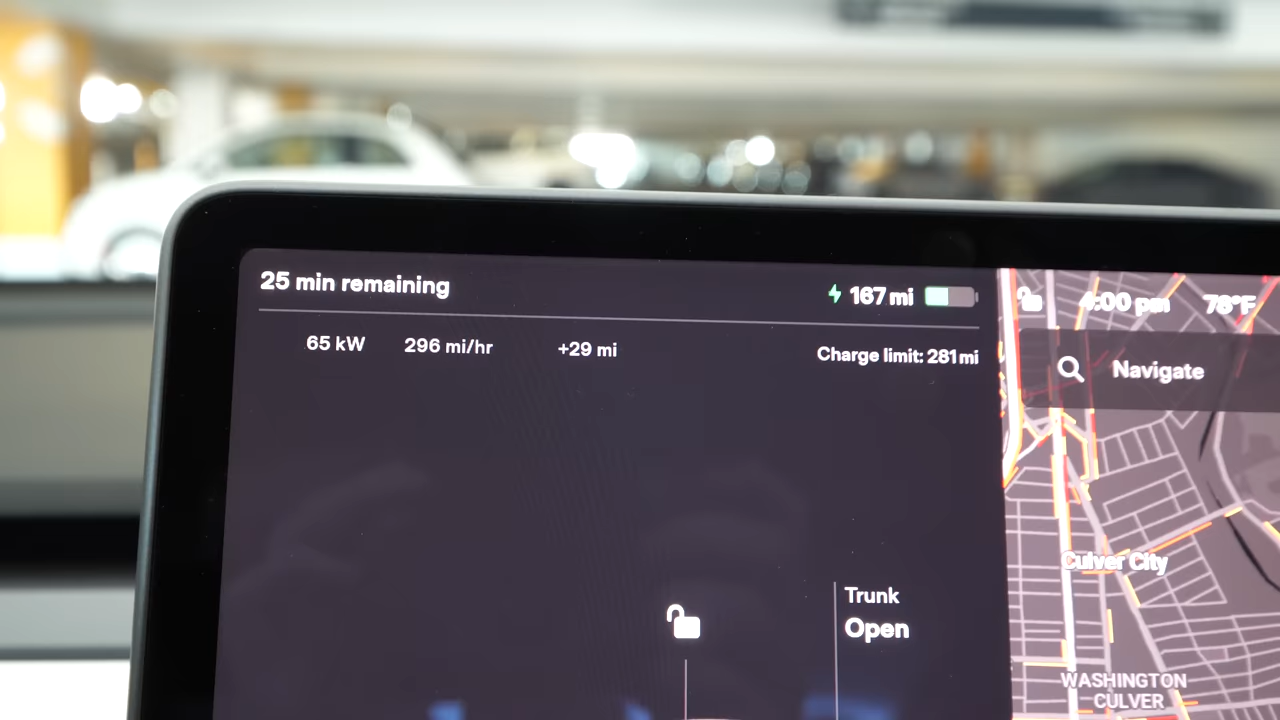 25 min remaining
167 mi
65 kW 296 mi/hr +29 mi
Charge limit: 281 mi
4:00 pm 78°F
Navigate
Culver City
Trunk
Open
WASHINGTON
CULVER